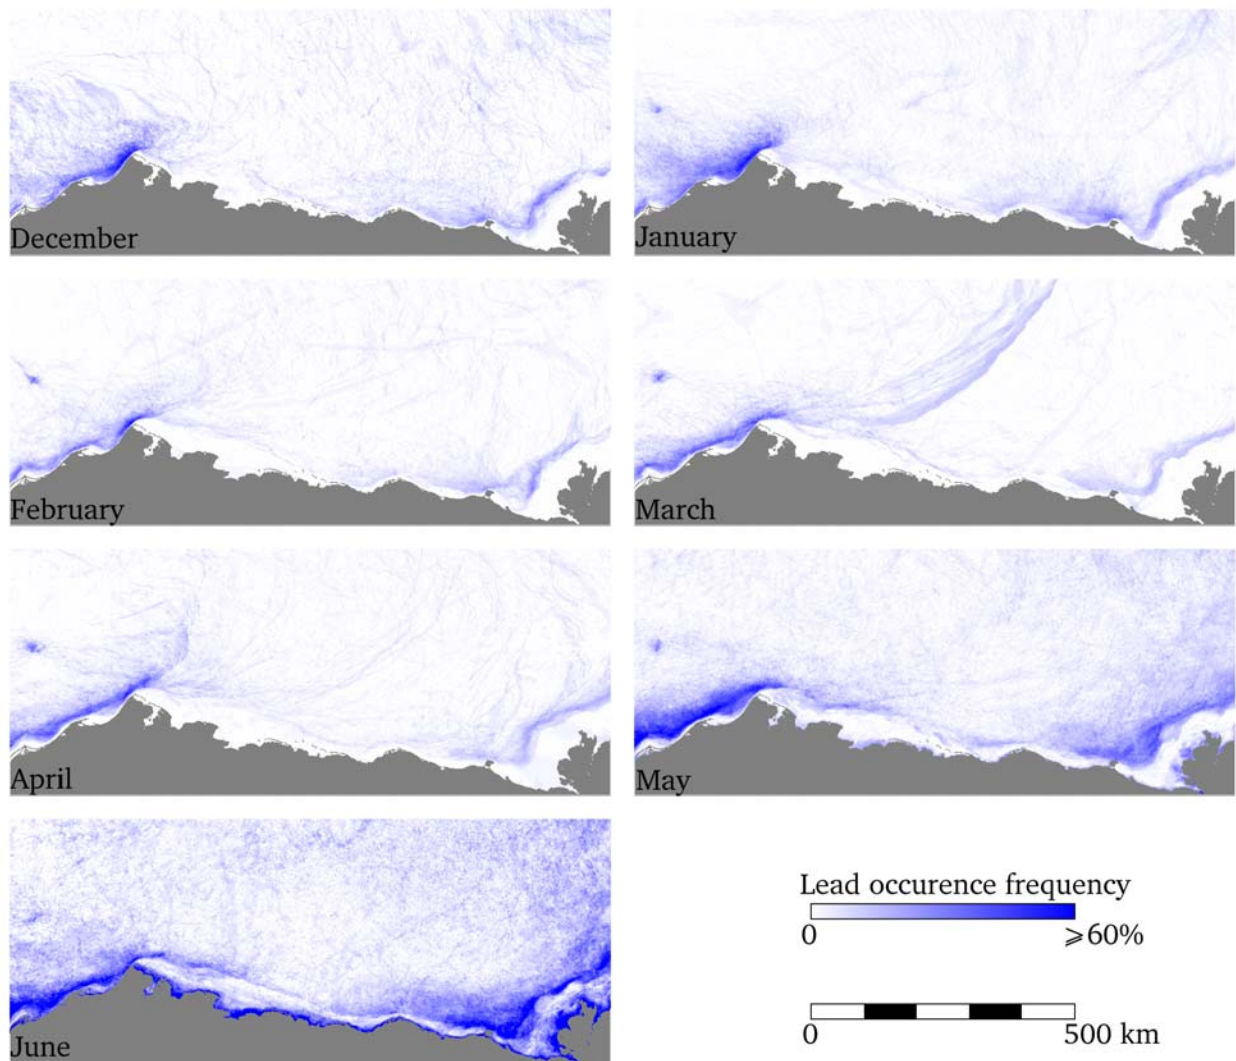 December
January
February
March
April
May
June
Lead occurence frequency
0 ⩾60%
0 500 km